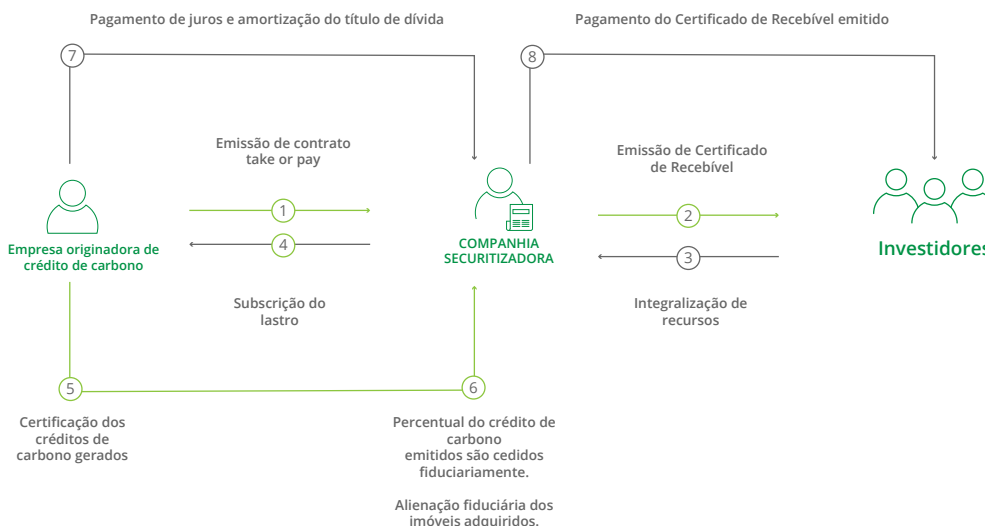 Pagamento de juros e amortização do título de dívida
Pagamento do Certificado de Recebível emitido
7
8
Emissão de contrato
take or pay
Emissão de Certificado
de Recebível
1
2
4
3
Empresa originadora de
crédito de carbono
COMPANHIA
SECURITIZADORA
Investidores
Subscrição do
lastro
Integralização de
recursos
5
6
Certificação dos
créditos de
carbono gerados
Percentual do crédito de
carbono
emitidos são cedidos
fiduciariamente.
Alienação fiduciária dos
imóveis adquiridos.